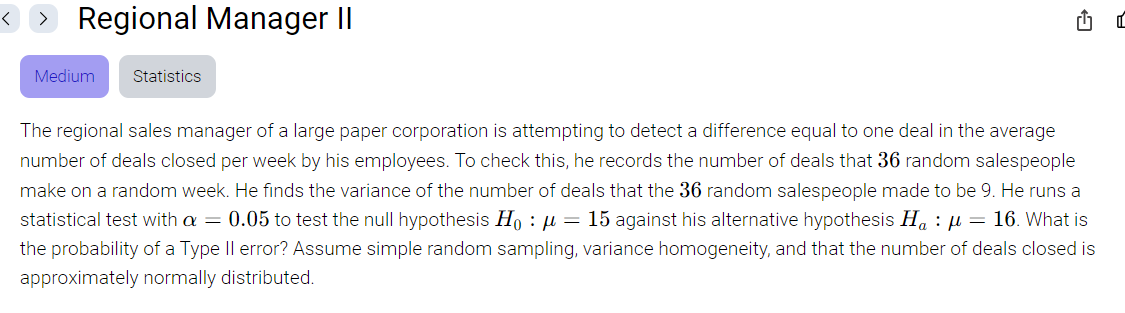 Regional Manager II
Medium Statistics
The regional sales manager of a large paper corporation is attempting to detect a difference equal to one deal in the average
number of deals closed per week by his employees. To check this, he records the number of deals that 36 random salespeople
make on a random week. He finds the variance of the number of deals that the 36 random salespeople made to be 9. He runs a
statistical test with α = 0.05 to test the null hypothesis H₀ : μ = 15 against his alternative hypothesis Hₐ : μ = 16. What is
the probability of a Type II error? Assume simple random sampling, variance homogeneity, and that the number of deals closed is
approximately normally distributed.